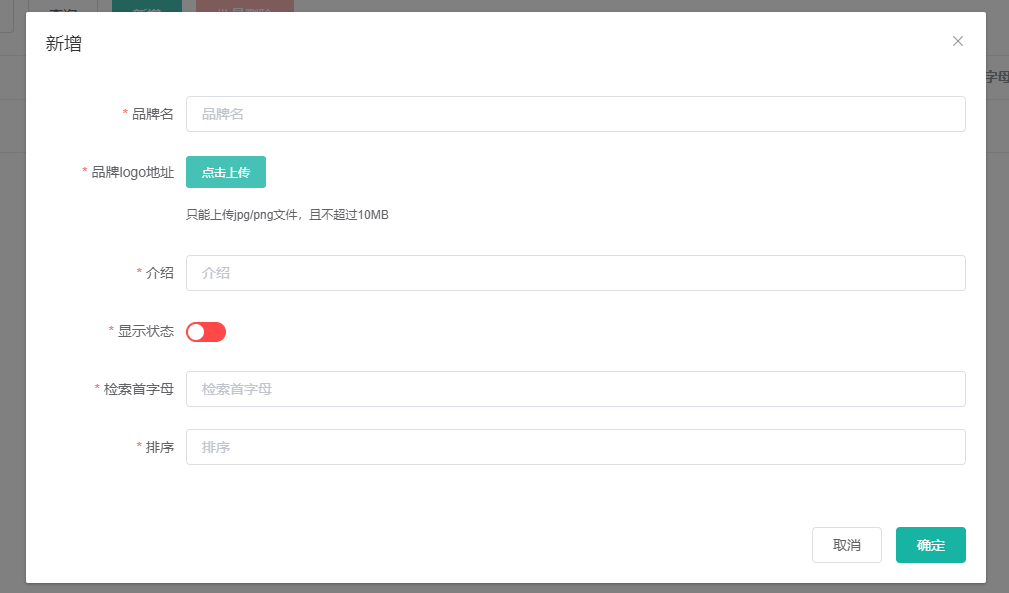 新增
* 品牌名 品牌名
* 品牌logo地址 点击上传
只能上传jpg/png文件，且不超过10MB
* 介绍 介绍
* 显示状态
* 检索首字母 检索首字母
* 排序 排序
取消 确定
字母